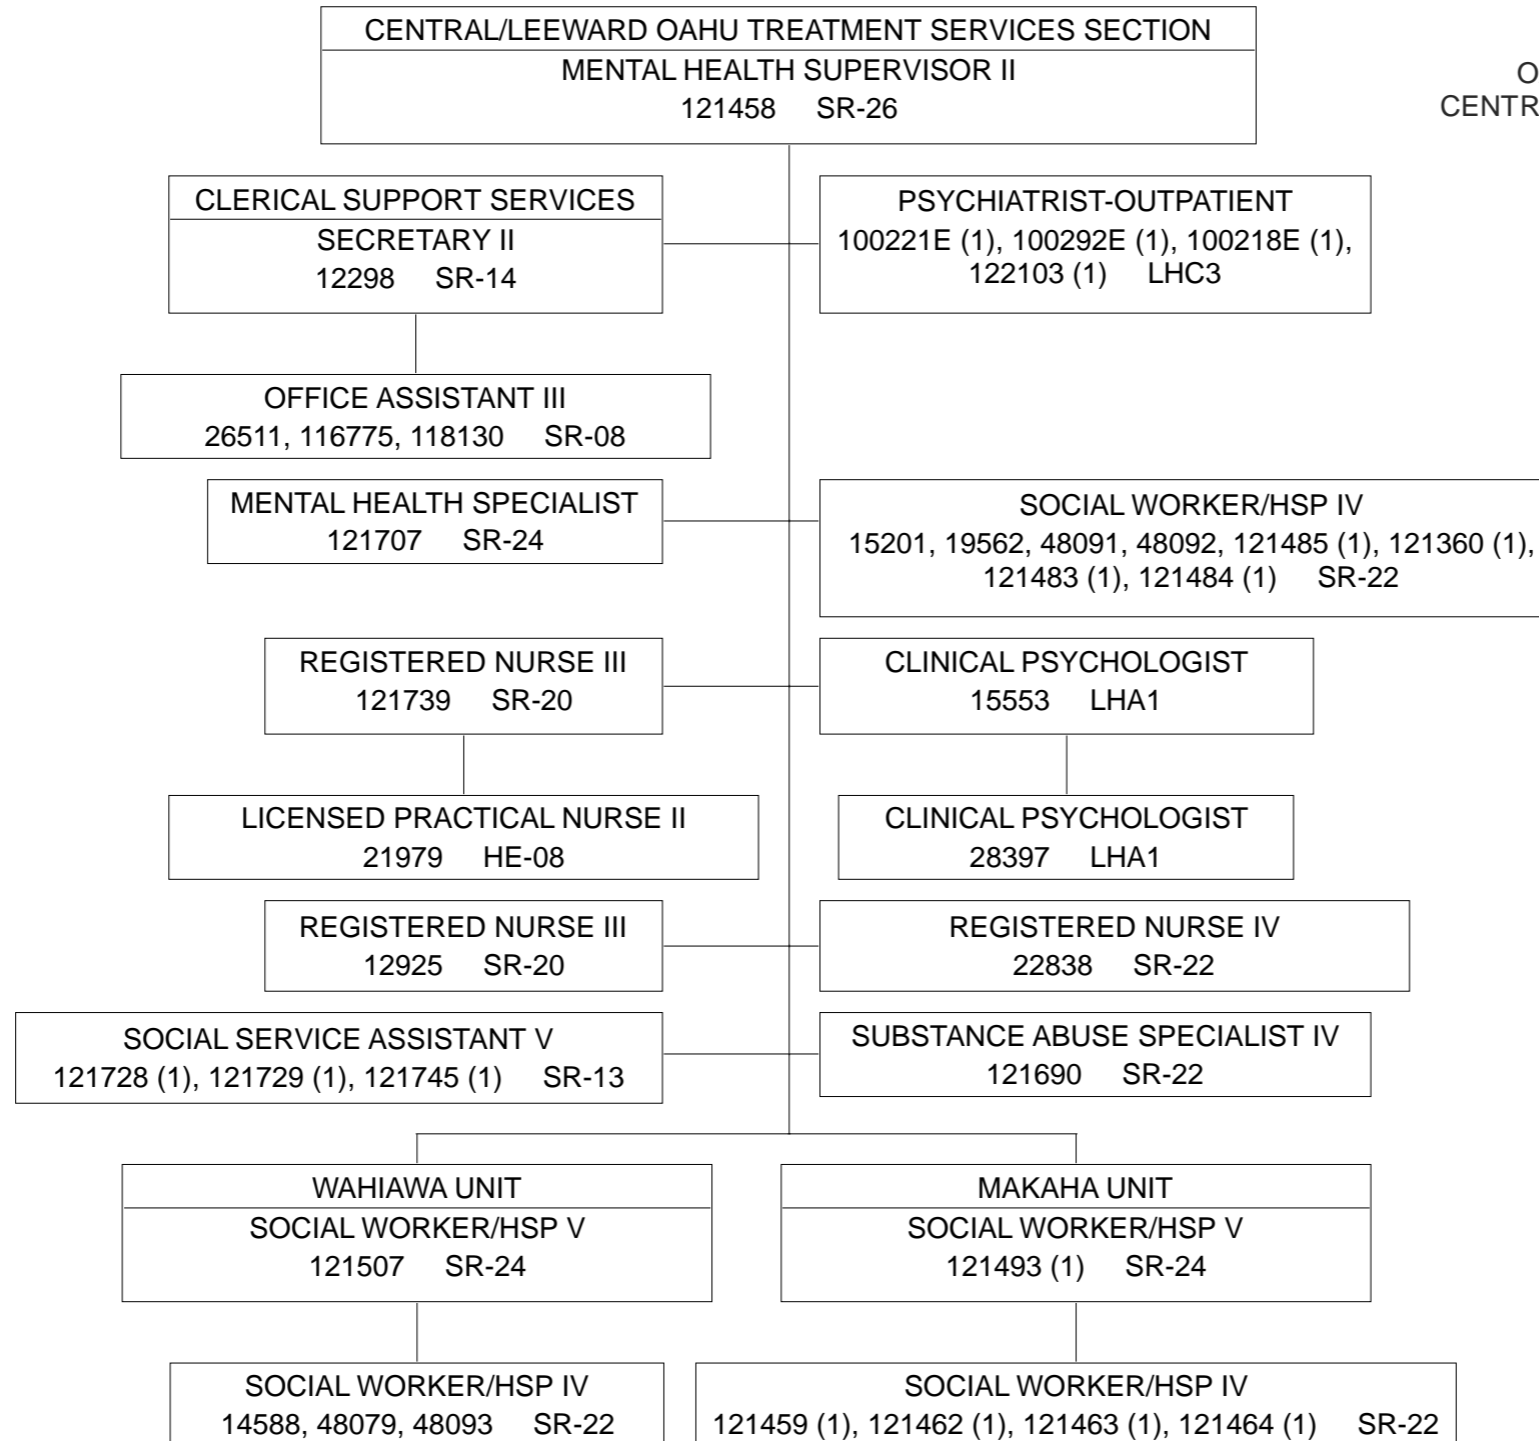 CENTRAL/LEEWARD OAHU TREATMENT SERVICES SECTION
MENTAL HEALTH SUPERVISOR II
121458 SR-26
O
CENTR
CLERICAL SUPPORT SERVICES
SECRETARY II
12298 SR-14
PSYCHIATRIST-OUTPATIENT
100221E (1), 100292E (1), 100218E (1),
122103 (1) LHC3
OFFICE ASSISTANT III
26511, 116775, 118130 SR-08
MENTAL HEALTH SPECIALIST
121707 SR-24
SOCIAL WORKER/HSP IV
15201, 19562, 48091, 48092, 121485 (1), 121360 (1),
121483 (1), 121484 (1) SR-22
REGISTERED NURSE III
121739 SR-20
CLINICAL PSYCHOLOGIST
15553 LHA1
LICENSED PRACTICAL NURSE II
21979 HE-08
CLINICAL PSYCHOLOGIST
28397 LHA1
REGISTERED NURSE III
12925 SR-20
REGISTERED NURSE IV
22838 SR-22
SOCIAL SERVICE ASSISTANT V
121728 (1), 121729 (1), 121745 (1) SR-13
SUBSTANCE ABUSE SPECIALIST IV
121690 SR-22
WAHIAWA UNIT
SOCIAL WORKER/HSP V
121507 SR-24
MAKAHA UNIT
SOCIAL WORKER/HSP V
121493 (1) SR-24
SOCIAL WORKER/HSP IV
14588, 48079, 48093 SR-22
SOCIAL WORKER/HSP IV
121459 (1), 121462 (1), 121463 (1), 121464 (1) SR-22